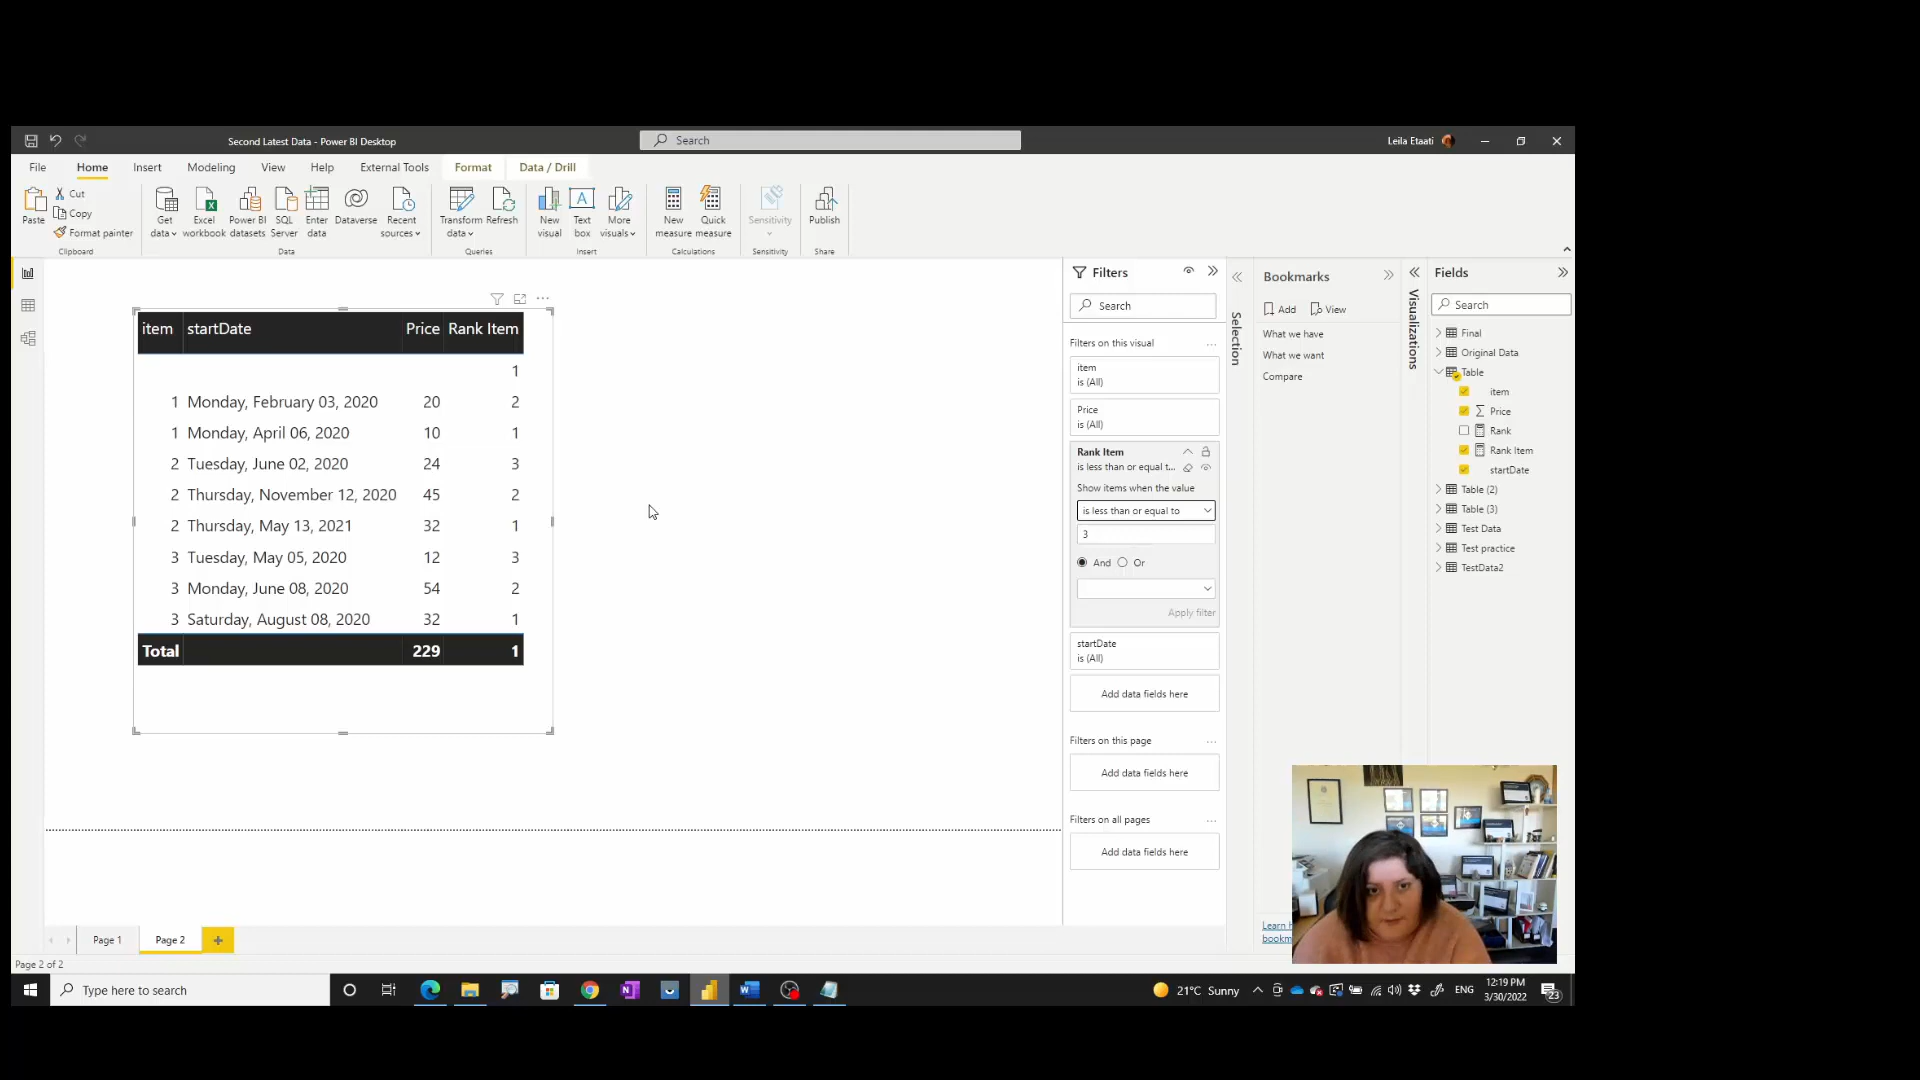 Second Latest Data - Power BI Desktop
Search
Leila Etaati
File Home Insert Modeling View Help External Tools Format Data / Drill
Paste
Cut
Copy
Format painter
Clipboard
Get data
Excel workbook
Power BI datasets
SQL Server
Enter data
Dataverse
Recent sources
Data
Transform data
Refresh
Queries
New visual
Text box
More visuals
Insert
New measure
Quick measure
Calculations
Sensitivity
Sensitivity
Publish
Share
item startDate Price Rank Item
1
1 Monday, February 03, 2020 20 2
1 Monday, April 06, 2020 10 1
2 Tuesday, June 02, 2020 24 3
2 Thursday, November 12, 2020 45 2
2 Thursday, May 13, 2021 32 1
3 Tuesday, May 05, 2020 12 3
3 Monday, June 08, 2020 54 2
3 Saturday, August 08, 2020 32 1
Total 229 1
Filters
Search
Filters on this visual
item
is (All)
Price
is (All)
Rank Item
is less than or equal t...
Show items when the value
is less than or equal to
3
And Or
Apply filter
startDate
is (All)
Add data fields here
Filters on this page
Add data fields here
Filters on all pages
Add data fields here
Selection
Bookmarks
Add View
What we have
What we want
Compare
Learn
bookm
Visualizations
Fields
Search
Final
Original Data
Table
item
Price
Rank
Rank Item
startDate
Table (2)
Table (3)
Test Data
Test practice
TestData2
Page 1 Page 2
Page 2 of 2
Type here to search
21°C Sunny
ENG
12:19 PM
3/30/2022
23